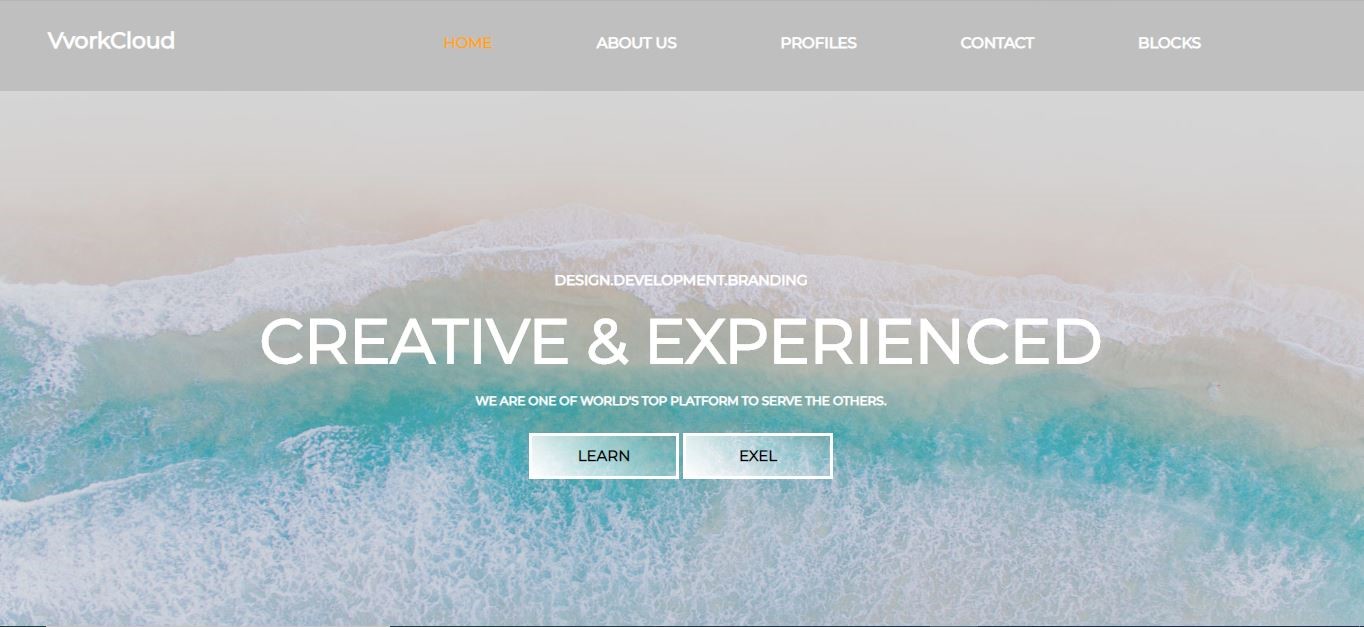 VvorkCloud HOME ABOUT US PROFILES CONTACT BLOCKS
DESIGN.DEVELOPMENT.BRANDING
CREATIVE & EXPERIENCED
WE ARE ONE OF WORLD'S TOP PLATFORM TO SERVE THE OTHERS.
LEARN EXEL